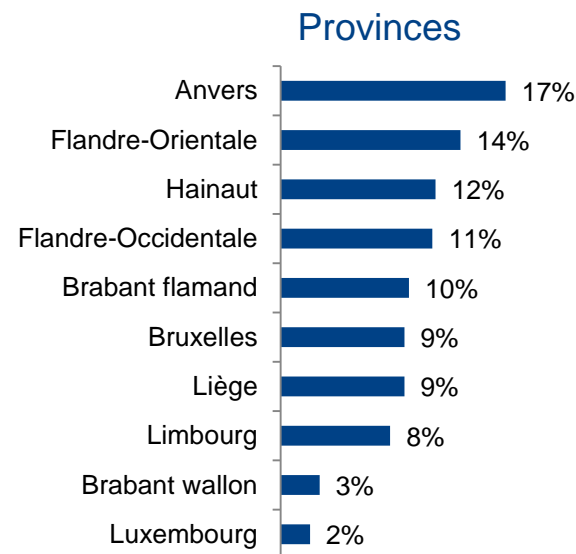 Provinces
Anvers 17%
Flandre-Orientale 14%
Hainaut 12%
Flandre-Occidentale 11%
Brabant flamand 10%
Bruxelles 9%
Liège 9%
Limbourg 8%
Brabant wallon 3%
Luxembourg 2%